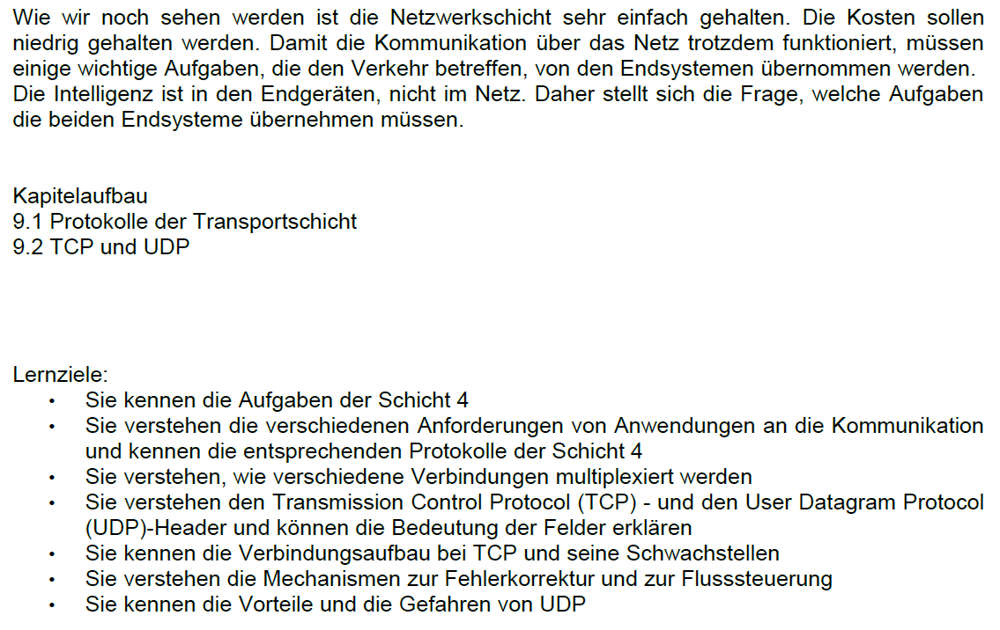 Wie wir noch sehen werden ist die Netzwerkschicht sehr einfach gehalten. Die Kosten sollen
niedrig gehalten werden. Damit die Kommunikation über das Netz trotzdem funktioniert, müssen
einige wichtige Aufgaben, die den Verkehr betreffen, von den Endsystemen übernommen werden.
Die Intelligenz ist in den Endgeräten, nicht im Netz. Daher stellt sich die Frage, welche Aufgaben
die beiden Endsysteme übernehmen müssen.
Kapitelaufbau
9.1 Protokolle der Transportschicht
9.2 TCP und UDP
Lernziele:
• Sie kennen die Aufgaben der Schicht 4
• Sie verstehen die verschiedenen Anforderungen von Anwendungen an die Kommunikation
und kennen die entsprechenden Protokolle der Schicht 4
• Sie verstehen, wie verschiedene Verbindungen multiplexiert werden
• Sie verstehen den Transmission Control Protocol (TCP) - und den User Datagram Protocol
(UDP)-Header und können die Bedeutung der Felder erklären
• Sie kennen die Verbindungsaufbau bei TCP und seine Schwachstellen
• Sie verstehen die Mechanismen zur Fehlerkorrektur und zur Flusssteuerung
• Sie kennen die Vorteile und die Gefahren von UDP